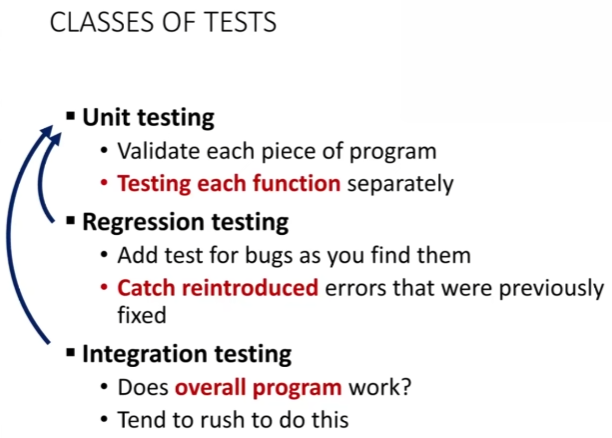 CLASSES OF TESTS
▪ Unit testing
• Validate each piece of program
• Testing each function separately
▪ Regression testing
• Add test for bugs as you find them
• Catch reintroduced errors that were previously
fixed
▪ Integration testing
• Does overall program work?
• Tend to rush to do this